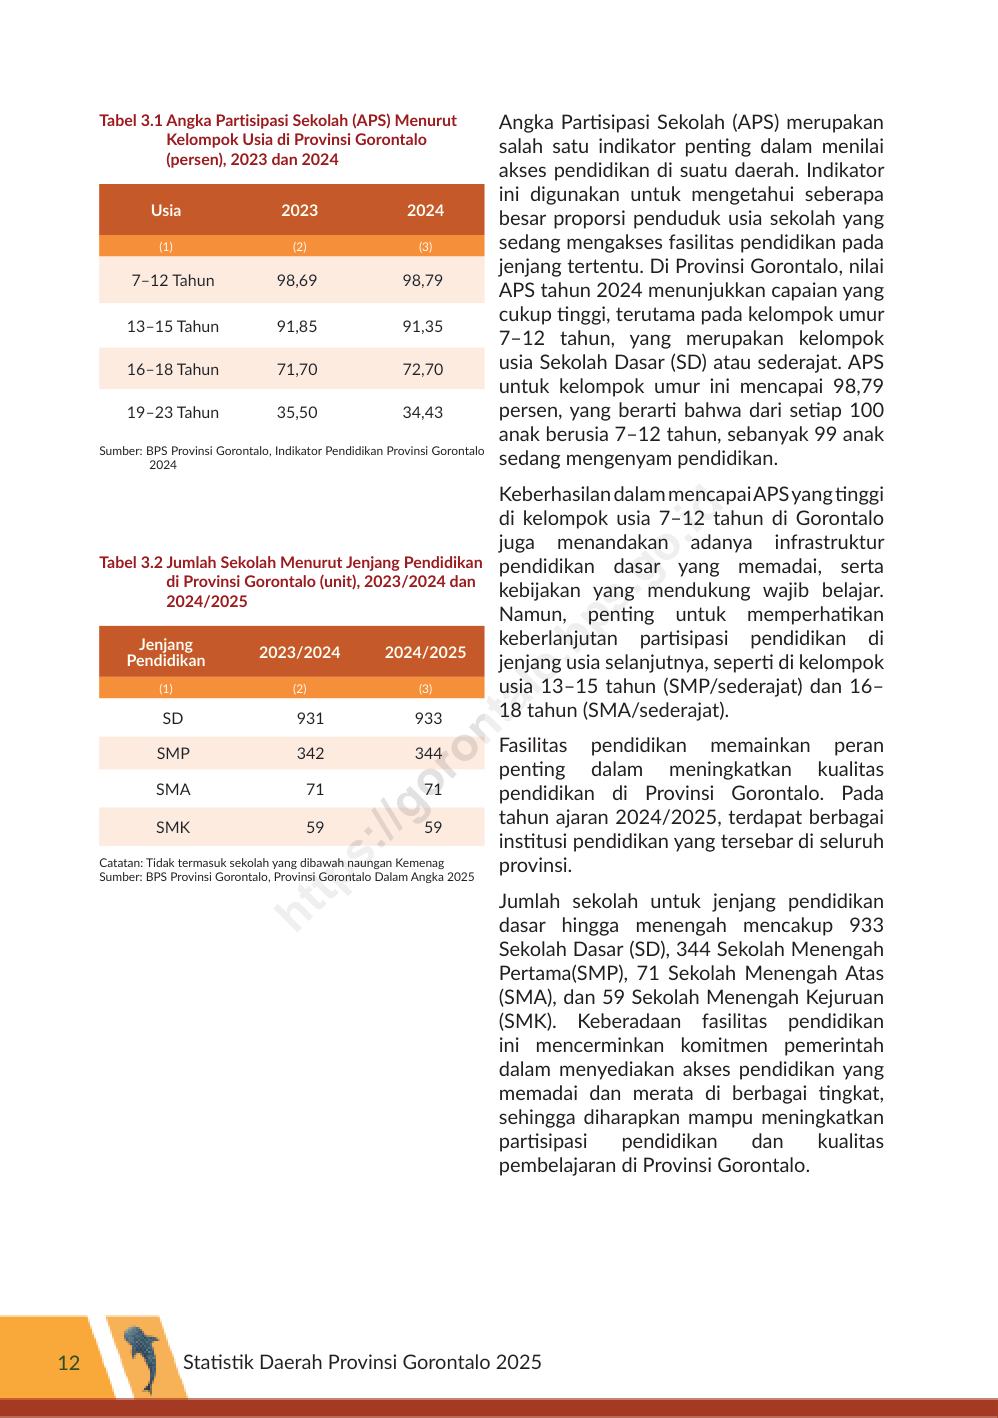 Tabel 3.1 Angka Partisipasi Sekolah (APS) Menurut
Kelompok Usia di Provinsi Gorontalo
(persen), 2023 dan 2024
Usia 2023 2024
(1) (2) (3)
7–12 Tahun 98,69 98,79
13–15 Tahun 91,85 91,35
16–18 Tahun 71,70 72,70
19–23 Tahun 35,50 34,43
Sumber: BPS Provinsi Gorontalo, Indikator Pendidikan Provinsi Gorontalo
2024
Tabel 3.2 Jumlah Sekolah Menurut Jenjang Pendidikan
di Provinsi Gorontalo (unit), 2023/2024 dan
2024/2025
Jenjang
Pendidikan 2023/2024 2024/2025
(1) (2) (3)
SD 931 933
SMP 342 344
SMA 71 71
SMK 59 59
Catatan: Tidak termasuk sekolah yang dibawah naungan Kemenag
Sumber: BPS Provinsi Gorontalo, Provinsi Gorontalo Dalam Angka 2025
Angka Partisipasi Sekolah (APS) merupakan
salah satu indikator penting dalam menilai
akses pendidikan di suatu daerah. Indikator
ini digunakan untuk mengetahui seberapa
besar proporsi penduduk usia sekolah yang
sedang mengakses fasilitas pendidikan pada
jenjang tertentu. Di Provinsi Gorontalo, nilai
APS tahun 2024 menunjukkan capaian yang
cukup tinggi, terutama pada kelompok umur
7–12 tahun, yang merupakan kelompok
usia Sekolah Dasar (SD) atau sederajat. APS
untuk kelompok umur ini mencapai 98,79
persen, yang berarti bahwa dari setiap 100
anak berusia 7–12 tahun, sebanyak 99 anak
sedang mengenyam pendidikan.
Keberhasilan dalam mencapai APS yang tinggi
di kelompok usia 7–12 tahun di Gorontalo
juga menandakan adanya infrastruktur
pendidikan dasar yang memadai, serta
kebijakan yang mendukung wajib belajar.
Namun, penting untuk memperhatikan
keberlanjutan partisipasi pendidikan di
jenjang usia selanjutnya, seperti di kelompok
usia 13–15 tahun (SMP/sederajat) dan 16–
18 tahun (SMA/sederajat).
Fasilitas pendidikan memainkan peran
penting dalam meningkatkan kualitas
pendidikan di Provinsi Gorontalo. Pada
tahun ajaran 2024/2025, terdapat berbagai
institusi pendidikan yang tersebar di seluruh
provinsi.
Jumlah sekolah untuk jenjang pendidikan
dasar hingga menengah mencakup 933
Sekolah Dasar (SD), 344 Sekolah Menengah
Pertama(SMP), 71 Sekolah Menengah Atas
(SMA), dan 59 Sekolah Menengah Kejuruan
(SMK). Keberadaan fasilitas pendidikan
ini mencerminkan komitmen pemerintah
dalam menyediakan akses pendidikan yang
memadai dan merata di berbagai tingkat,
sehingga diharapkan mampu meningkatkan
partisipasi pendidikan dan kualitas
pembelajaran di Provinsi Gorontalo.
https://gorontalo.bps.go.id
12 Statistik Daerah Provinsi Gorontalo 2025